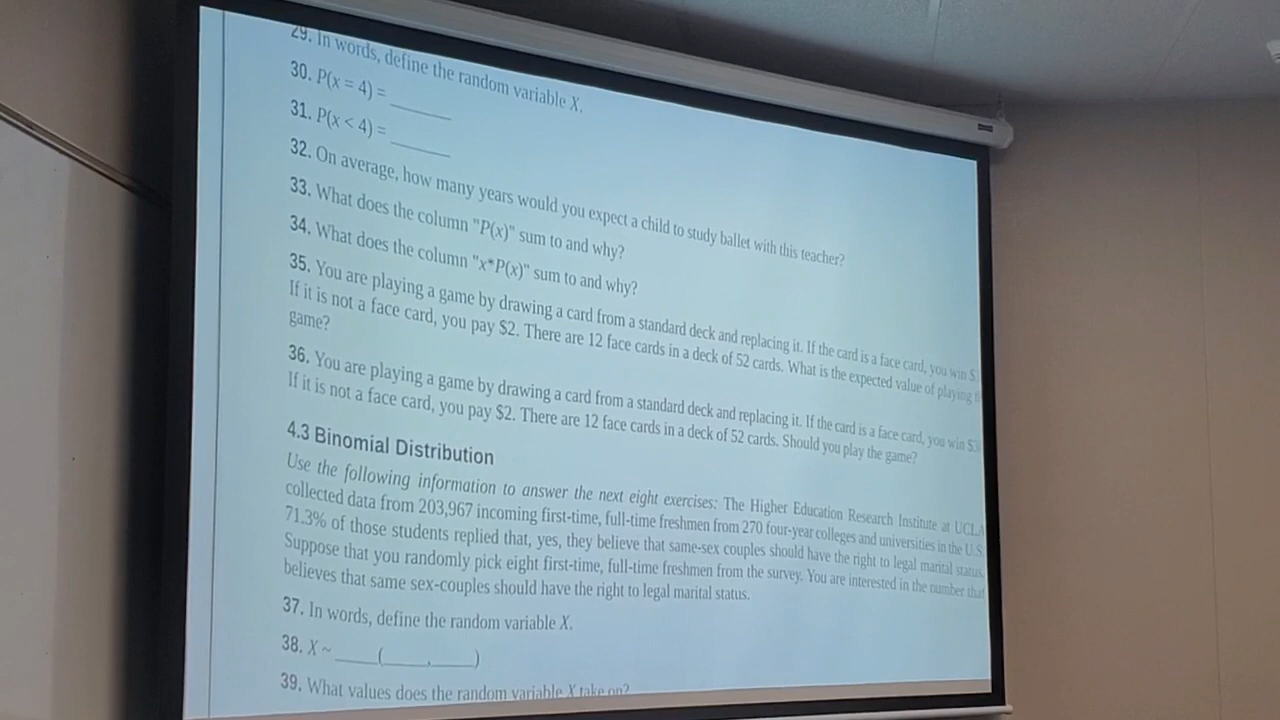 29. In words, define the random variable X.
30. P(x = 4) = _______
31. P(x < 4) = _______
32. On average, how many years would you expect a child to study ballet with this teacher?
33. What does the column "P(x)" sum to and why?
34. What does the column "x*P(x)" sum to and why?
35. You are playing a game by drawing a card from a standard deck and replacing it. If the card is a face card, you win
If it is not a face card, you pay $2. There are 12 face cards in a deck of 52 cards. What is the expected value of playing
game?
36. You are playing a game by drawing a card from a standard deck and replacing it. If the card is a face card, you win
If it is not a face card, you pay $2. There are 12 face cards in a deck of 52 cards. Should you play the game?
4.3 Binomial Distribution
Use the following information to answer the next eight exercises: The Higher Education Research Institute at UCLA
collected data from 203,967 incoming first-time, full-time freshmen from 270 four-year colleges and universities in the U.S.
71.3% of those students replied that, yes, they believe that same-sex couples should have the right to legal marital status.
Suppose that you randomly pick eight first-time, full-time freshmen from the survey. You are interested in the number that
believes that same sex-couples should have the right to legal marital status.
37. In words, define the random variable X.
38. X ~ _____(_____,_____)
39. What values does the random variable X take on?